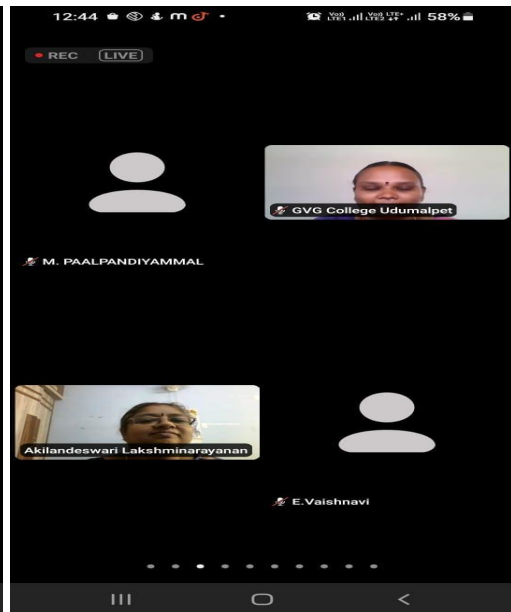 12:44 58%
REC LIVE
GVG College Udumalpet
M. PAALPANDIYAMMAL
Akilandeswari Lakshminarayanan
E.Vaishnavi